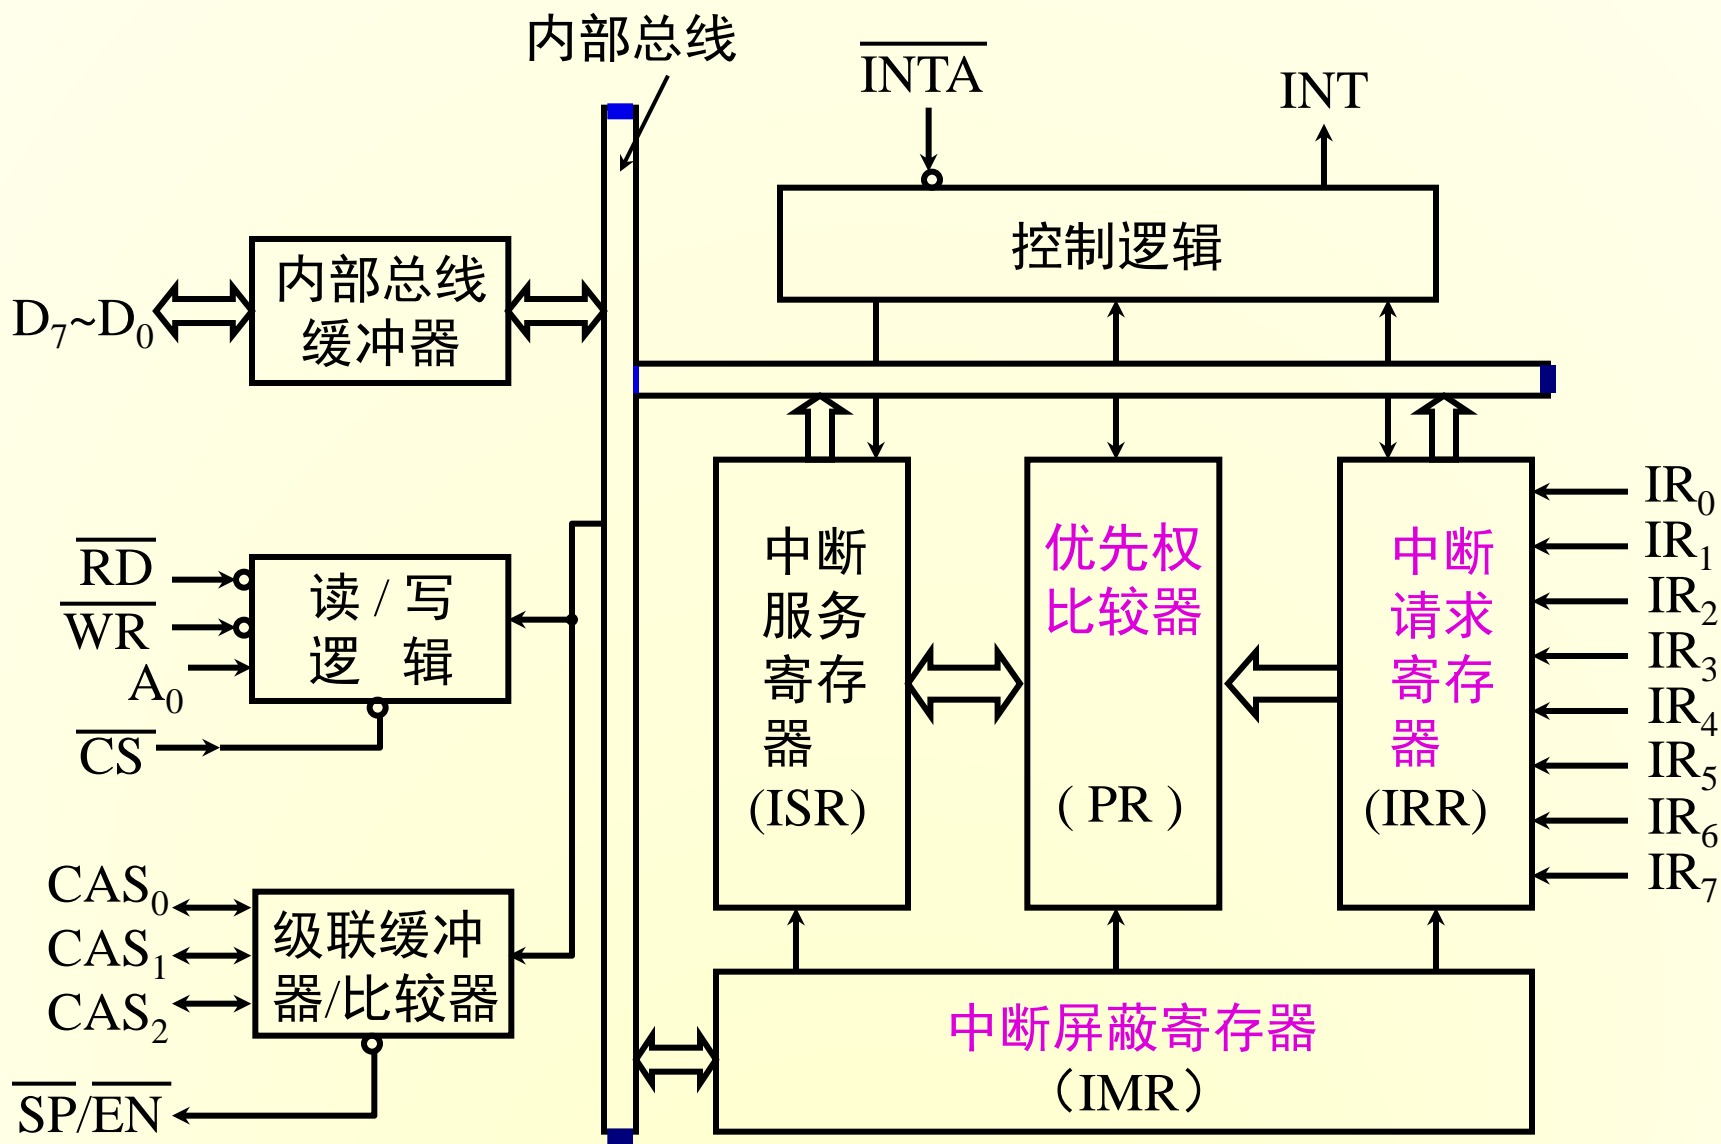 内部总线
INTA
INT
控制逻辑
内部总线
缓冲器
D₇~D₀
RD
WR
A₀
CS
读 / 写
逻 辑
中断
服务
寄存
器
(ISR)
优先权
比较器
( PR )
中断
请求
寄存
器
(IRR)
IR₀
IR₁
IR₂
IR₃
IR₄
IR₅
IR₆
IR₇
CAS₀
CAS₁
CAS₂
级联缓冲
器/比较器
SP/EN
中断屏蔽寄存器
（IMR）